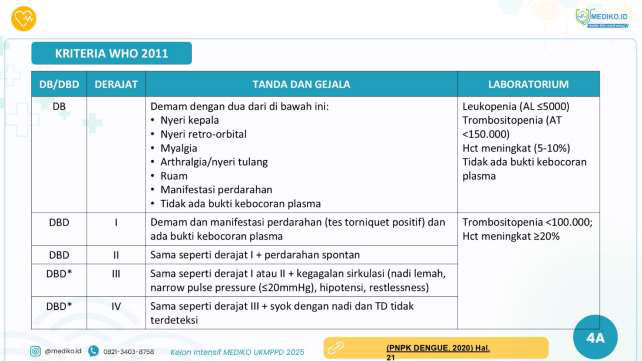 MEDIKO.ID
KRITERIA WHO 2011
DB/DBD DERAJAT TANDA DAN GEJALA LABORATORIUM
DB
Demam dengan dua dari di bawah ini:
• Nyeri kepala
• Nyeri retro-orbital
• Myalgia
• Arthralgia/nyeri tulang
• Ruam
• Manifestasi perdarahan
• Tidak ada bukti kebocoran plasma
Leukopenia (AL ≤5000)
Trombositopenia (AT
<150.000)
Hct meningkat (5-10%)
Tidak ada bukti kebocoran
plasma
DBD I Demam dan manifestasi perdarahan (tes torniquet positif) dan
ada bukti kebocoran plasma
Trombositopenia <100.000;
Hct meningkat ≥20%
DBD II Sama seperti derajat I + perdarahan spontan
DBD* III Sama seperti derajat I atau II + kegagalan sirkulasi (nadi lemah,
narrow pulse pressure (≤20mmHg), hipotensi, restlessness)
DBD* IV Sama seperti derajat III + syok dengan nadi dan TD tidak
terdeteksi
4A
@mediko.id 0821-3403-8758 Kelon Intensif MEDIKO UKMPPD 2025
(PNPK DENGUE, 2020) Hal.
21